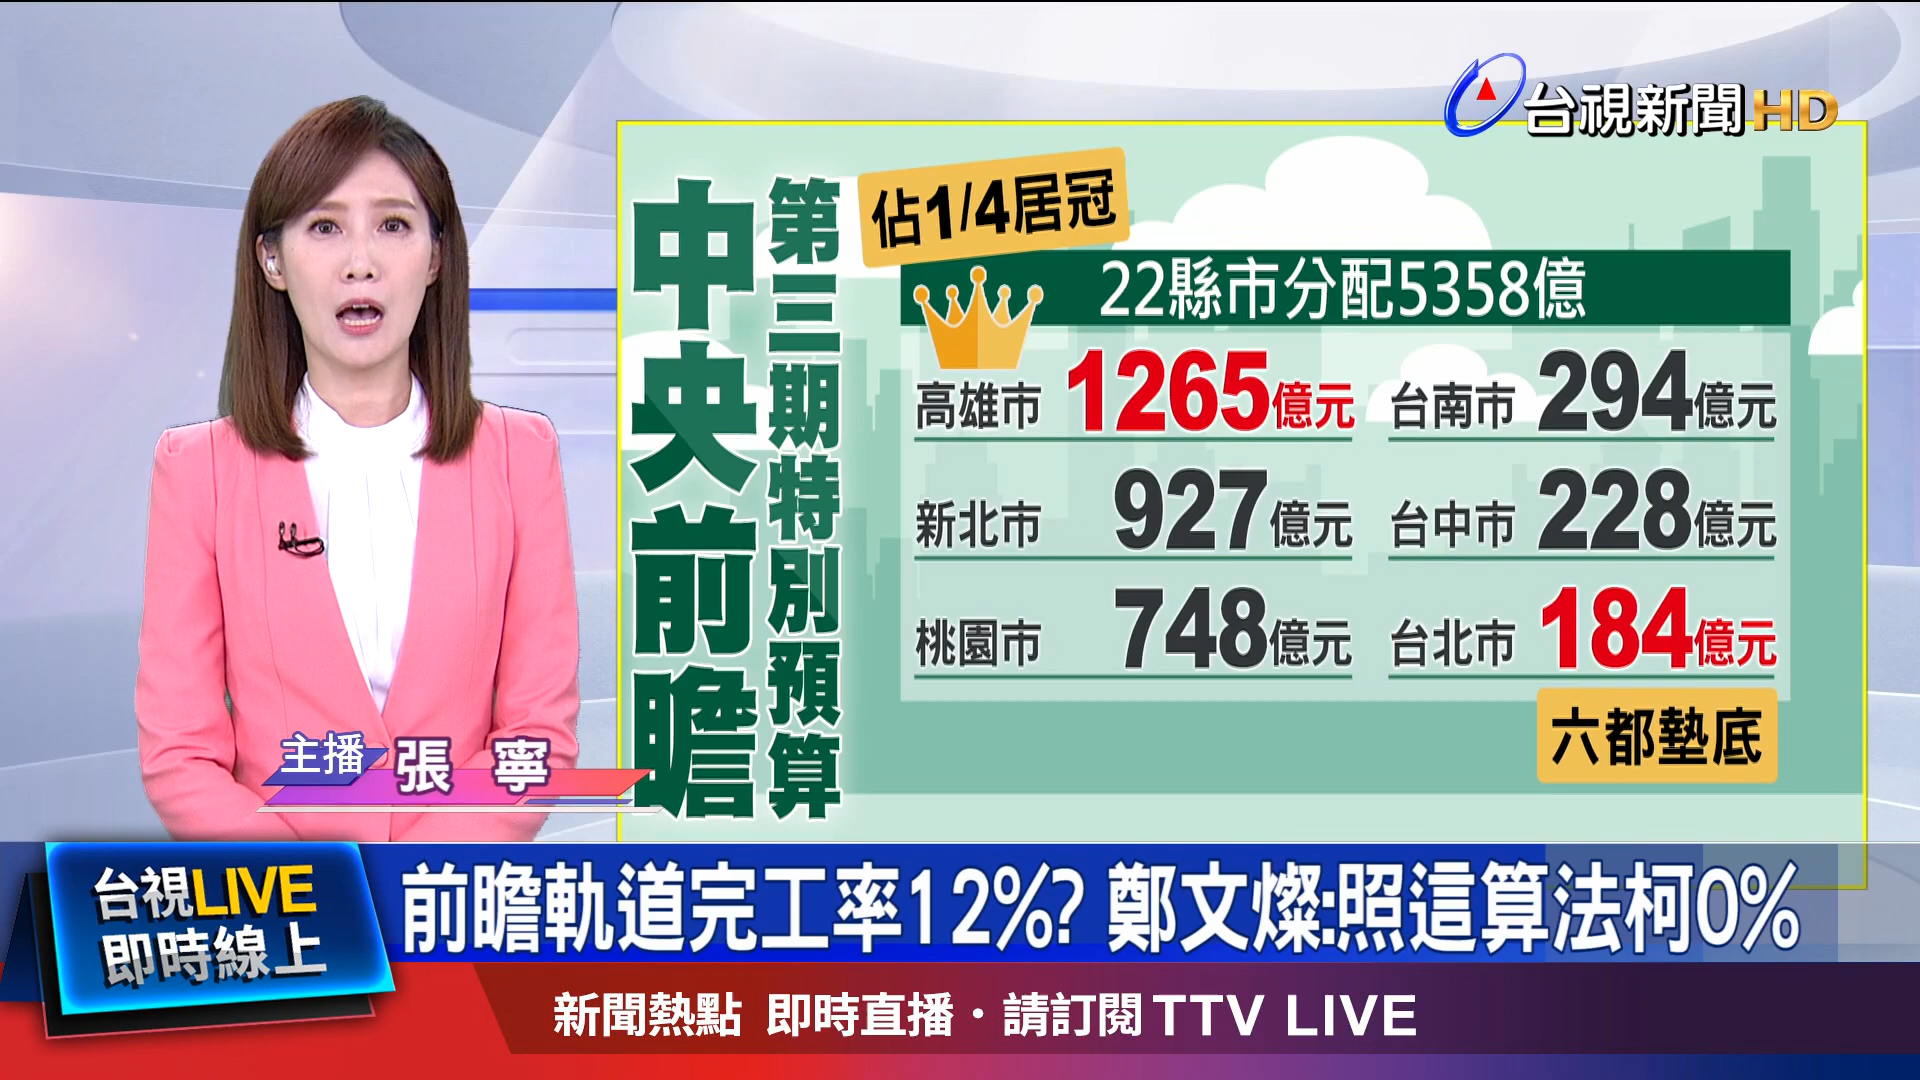 台視新聞HD
中央前瞻
第三期特別預算
佔1/4居冠
22縣市分配5358億
高雄市 1265億元
台南市 294億元
新北市 927億元
台中市 228億元
桃園市 748億元
台北市 184億元
六都墊底
主播 張寧
台視LIVE
即時線上
前瞻軌道完工率12%? 鄭文燦:照這算法柯0%
新聞熱點 即時直播・請訂閱TTV LIVE